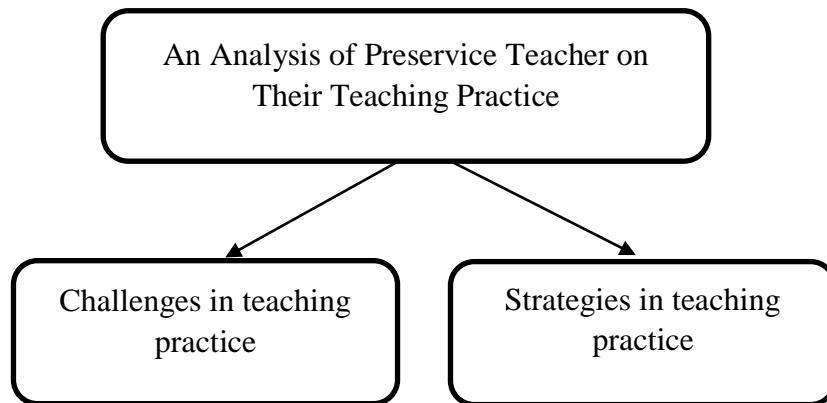 An Analysis of Preservice Teacher on
Their Teaching Practice
Challenges in teaching
practice
Strategies in teaching
practice